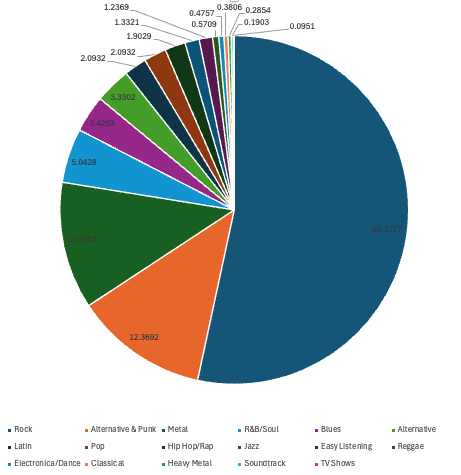 1.2369
0.4757
0.3806
0.2854
1.3321
0.5709
0.1903
0.0951
1.9029
2.0932
2.0932
3.3302
3.4253
5.0428
12.3692
Rock
Alternative & Punk
Metal
R&B/Soul
Blues
Alternative
Latin
Pop
Hip Hop/Rap
Jazz
Easy Listening
Reggae
Electronica/Dance
Classical
Heavy Metal
Soundtrack
TV Shows